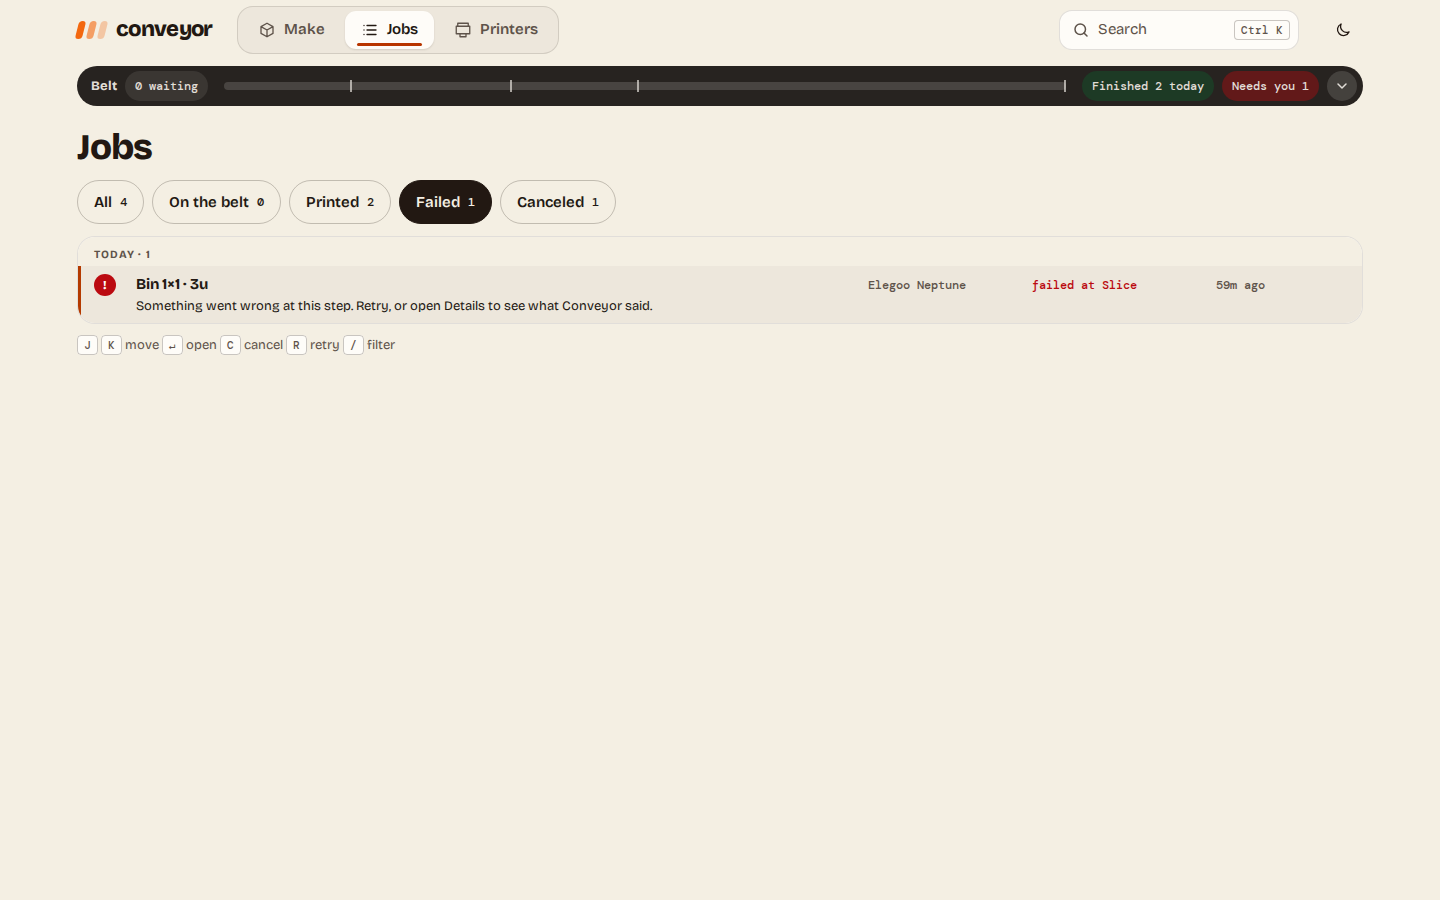 conveyor
Make
Jobs
Printers
Search
Ctrl K
Belt
0 waiting
Finished 2 today
Needs you 1
Jobs
All 4
On the belt 0
Printed 2
Failed 1
Canceled 1
TODAY · 1
! Bin 1×1 · 3u
Elegoo Neptune
failed at Slice
59m ago
Something went wrong at this step. Retry, or open Details to see what Conveyor said.
J K move ↵ open C cancel R retry / filter